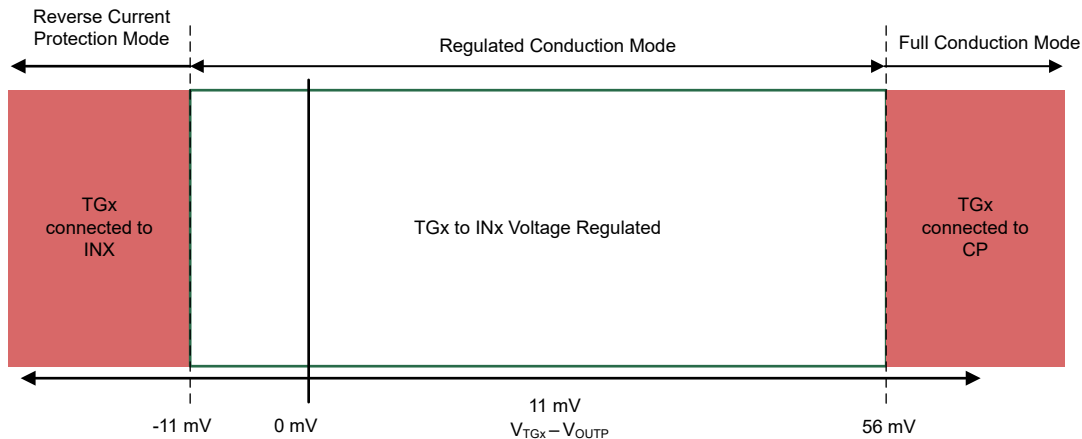 Reverse Current
Protection Mode
Regulated Conduction Mode
Full Conduction Mode
TGx
connected to
INX
TGx to INx Voltage Regulated
TGx
connected to
CP
-11 mV
0 mV
11 mV
VTGx – VOUTP
56 mV